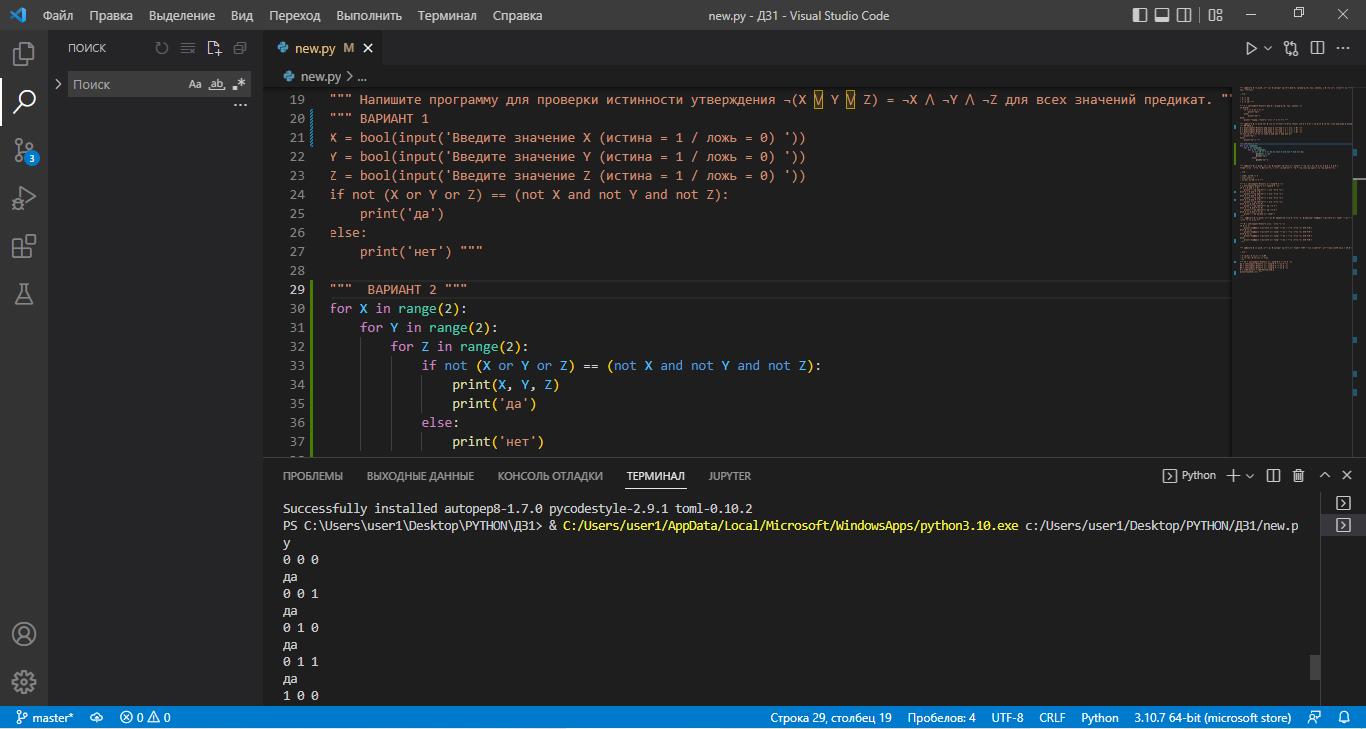 Файл Правка Выделение Вид Переход Выполнить Терминал Справка new.py - ДЗ1 - Visual Studio Code
ПОИСК
new.py M
Поиск Aa ab
new.py > ...
19 """ Напишите программу для проверки истинности утверждения ¬(X ⋁ Y ⋁ Z) = ¬X ⋀ ¬Y ⋀ ¬Z для всех значений предикат. ""
20 """ ВАРИАНТ 1
21 X = bool(input('Введите значение X (истина = 1 / ложь = 0) '))
22 Y = bool(input('Введите значение Y (истина = 1 / ложь = 0) '))
23 Z = bool(input('Введите значение Z (истина = 1 / ложь = 0) '))
24 if not (X or Y or Z) == (not X and not Y and not Z):
25 print('да')
26 else:
27 print('нет') """
28
29 """ ВАРИАНТ 2 """
30 for X in range(2):
31 for Y in range(2):
32 for Z in range(2):
33 if not (X or Y or Z) == (not X and not Y and not Z):
34 print(X, Y, Z)
35 print('да')
36 else:
37 print('нет')
3
ПРОБЛЕМЫ ВЫХОДНЫЕ ДАННЫЕ КОНСОЛЬ ОТЛАДКИ ТЕРМИНАЛ JUPYTER Python
Successfully installed autopep8-1.7.0 pycodestyle-2.9.1 toml-0.10.2
PS C:\Users\user1\Desktop\PYTHON\ДЗ1> & C:/Users/user1/AppData/Local/Microsoft/WindowsApps/python3.10.exe c:/Users/user1/Desktop/PYTHON/ДЗ1/new.p
y
0 0 0
да
0 0 1
да
0 1 0
да
0 1 1
да
1 0 0
master* 0 0 Строка 29, столбец 19 Пробелов: 4 UTF-8 CRLF Python 3.10.7 64-bit (microsoft store)